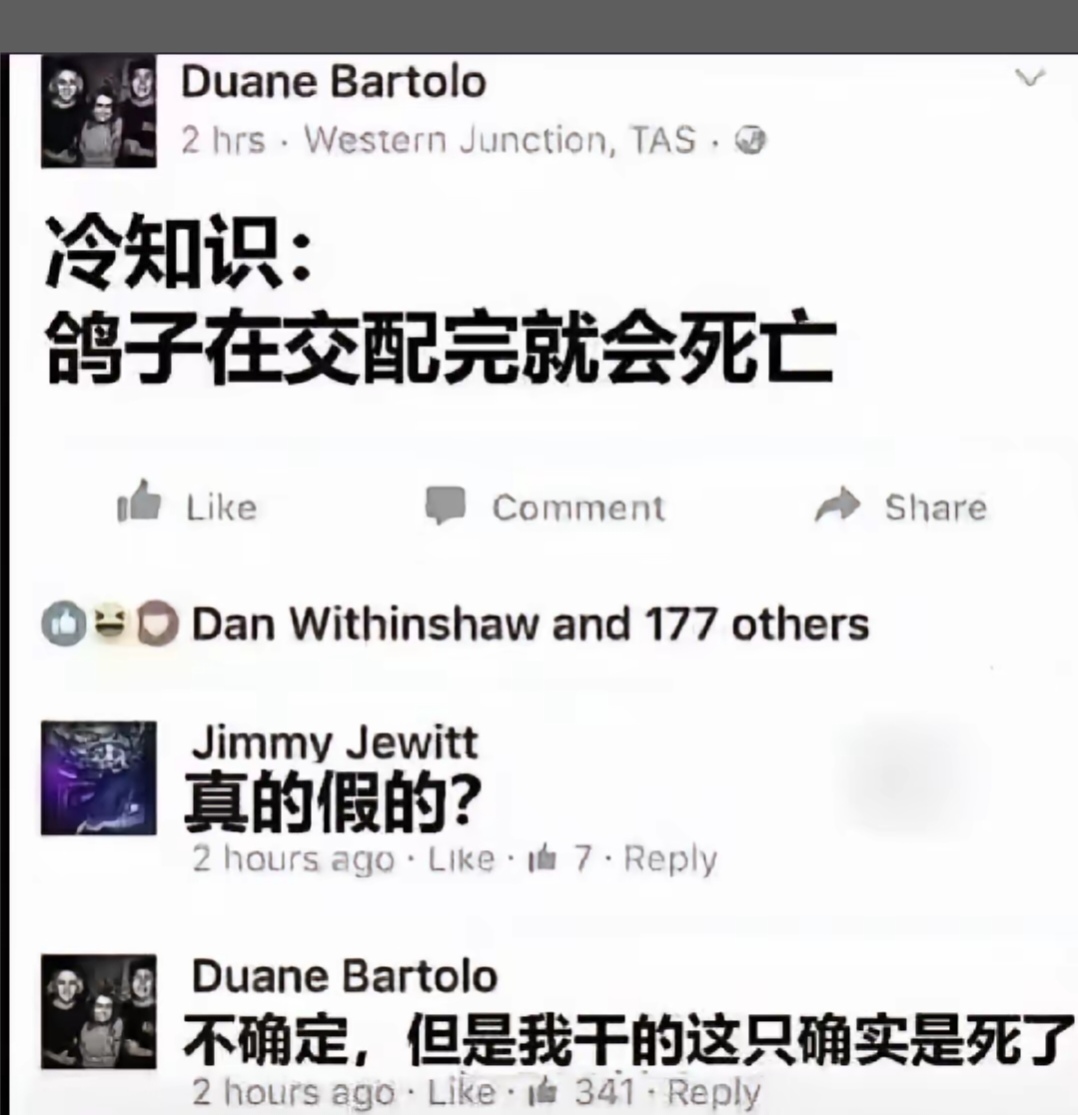 Duane Bartolo
2 hrs · Western Junction, TAS ·
冷知识：
鸽子在交配完就会死亡
Like Comment Share
Dan Withinshaw and 177 others
Jimmy Jewitt
真的假的？
2 hours ago · Like · 7 · Reply
Duane Bartolo
不确定，但是我干的这只确实是死了
2 hours ago · Like · 341 · Reply